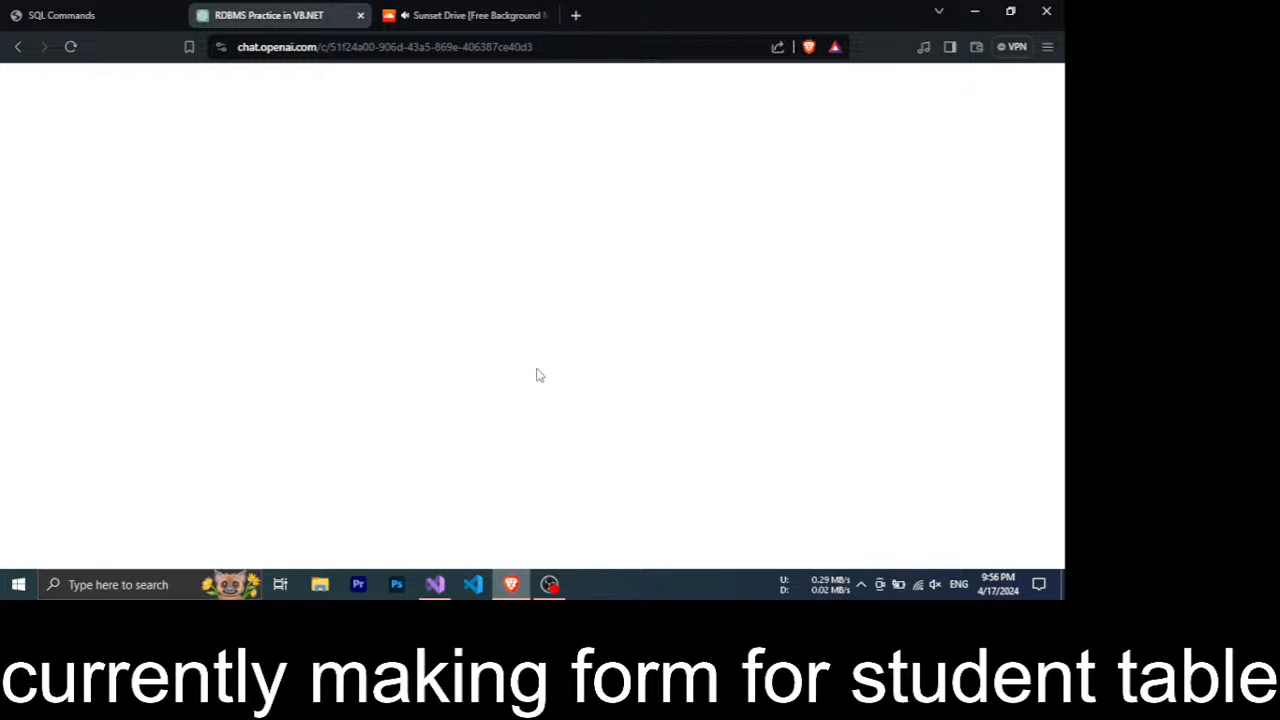 SQL Commands
RDBMS Practice in VB.NET
Sunset Drive [Free Background
chat.openai.com/c/51f24a00-906d-43a5-869e-406387ce40d3
VPN
Type here to search
Pr
Ps
U: 0.29 MB/s
D: 0.02 MB/s
ENG
9:56 PM
4/17/2024
currently making form for student table